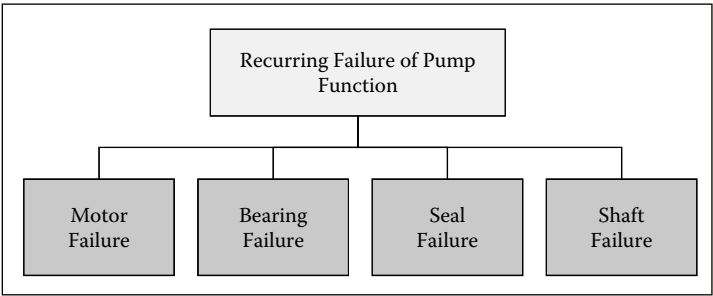 Recurring Failure of Pump
Function
Motor
Failure
Bearing
Failure
Seal
Failure
Shaft
Failure